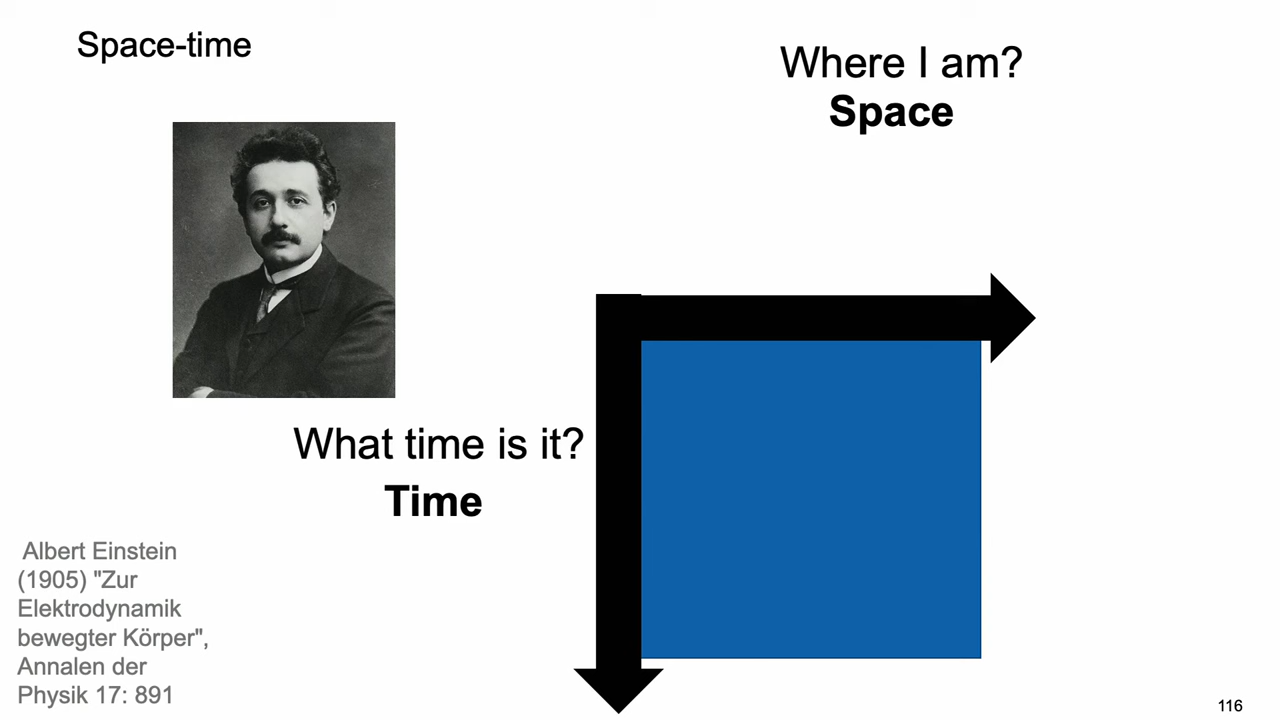 Space-time
Where I am?
Space
What time is it?
Time
Albert Einstein
(1905) "Zur
Elektrodynamik
bewegter Körper",
Annalen der
Physik 17: 891
116